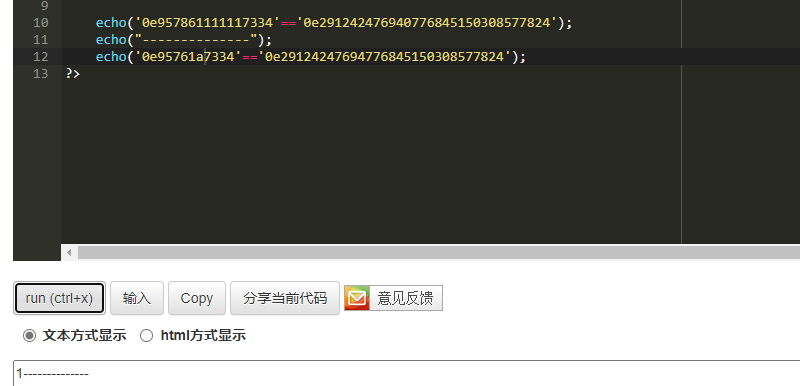 9
10 echo('0e957861111117334'=='0e291242476940776845150308577824');
11 echo("--------------");
12 echo('0e95761a7334'=='0e291242476947768451503085​77824');
13 ?>
run (ctrl+x) 输入 Copy 分享当前代码 意见反馈
文本方式显示 html方式显示
1--------------